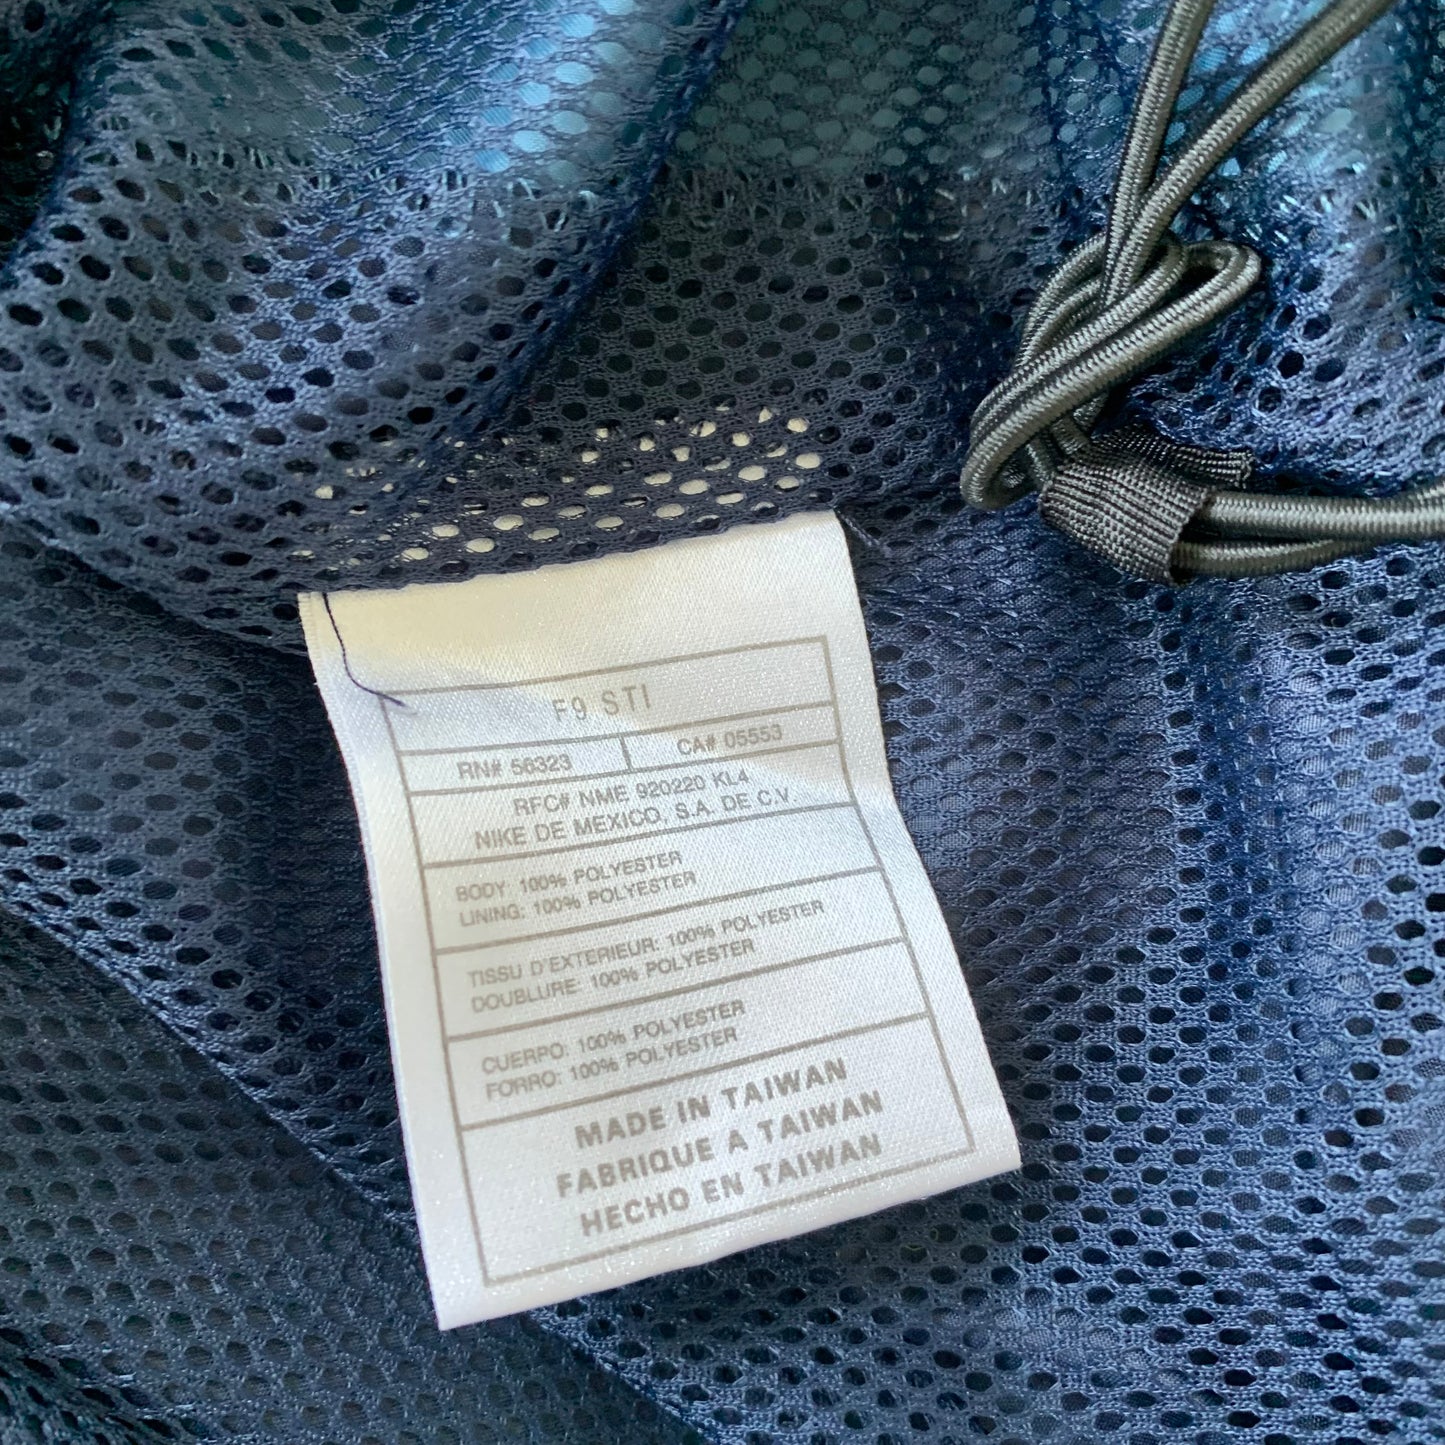 F9 STI
RN# 56323 CA# 05553
RFC# NME 920220 KL4
NIKE DE MEXICO, S.A. DE C.V.
BODY: 100% POLYESTER
LINING: 100% POLYESTER
TISSU D'EXTERIEUR: 100% POLYESTER
DOUBLURE: 100% POLYESTER
CUERPO: 100% POLYESTER
FORRO: 100% POLYESTER
MADE IN TAIWAN
FABRIQUE A TAIWAN
HECHO EN TAIWAN